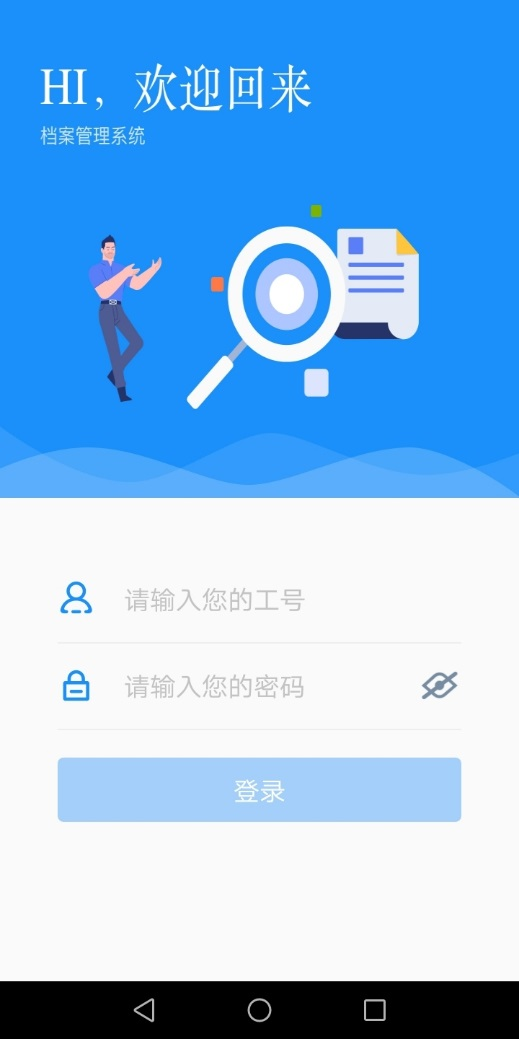 HI，欢迎回来
档案管理系统
请输入您的工号
请输入您的密码
登录